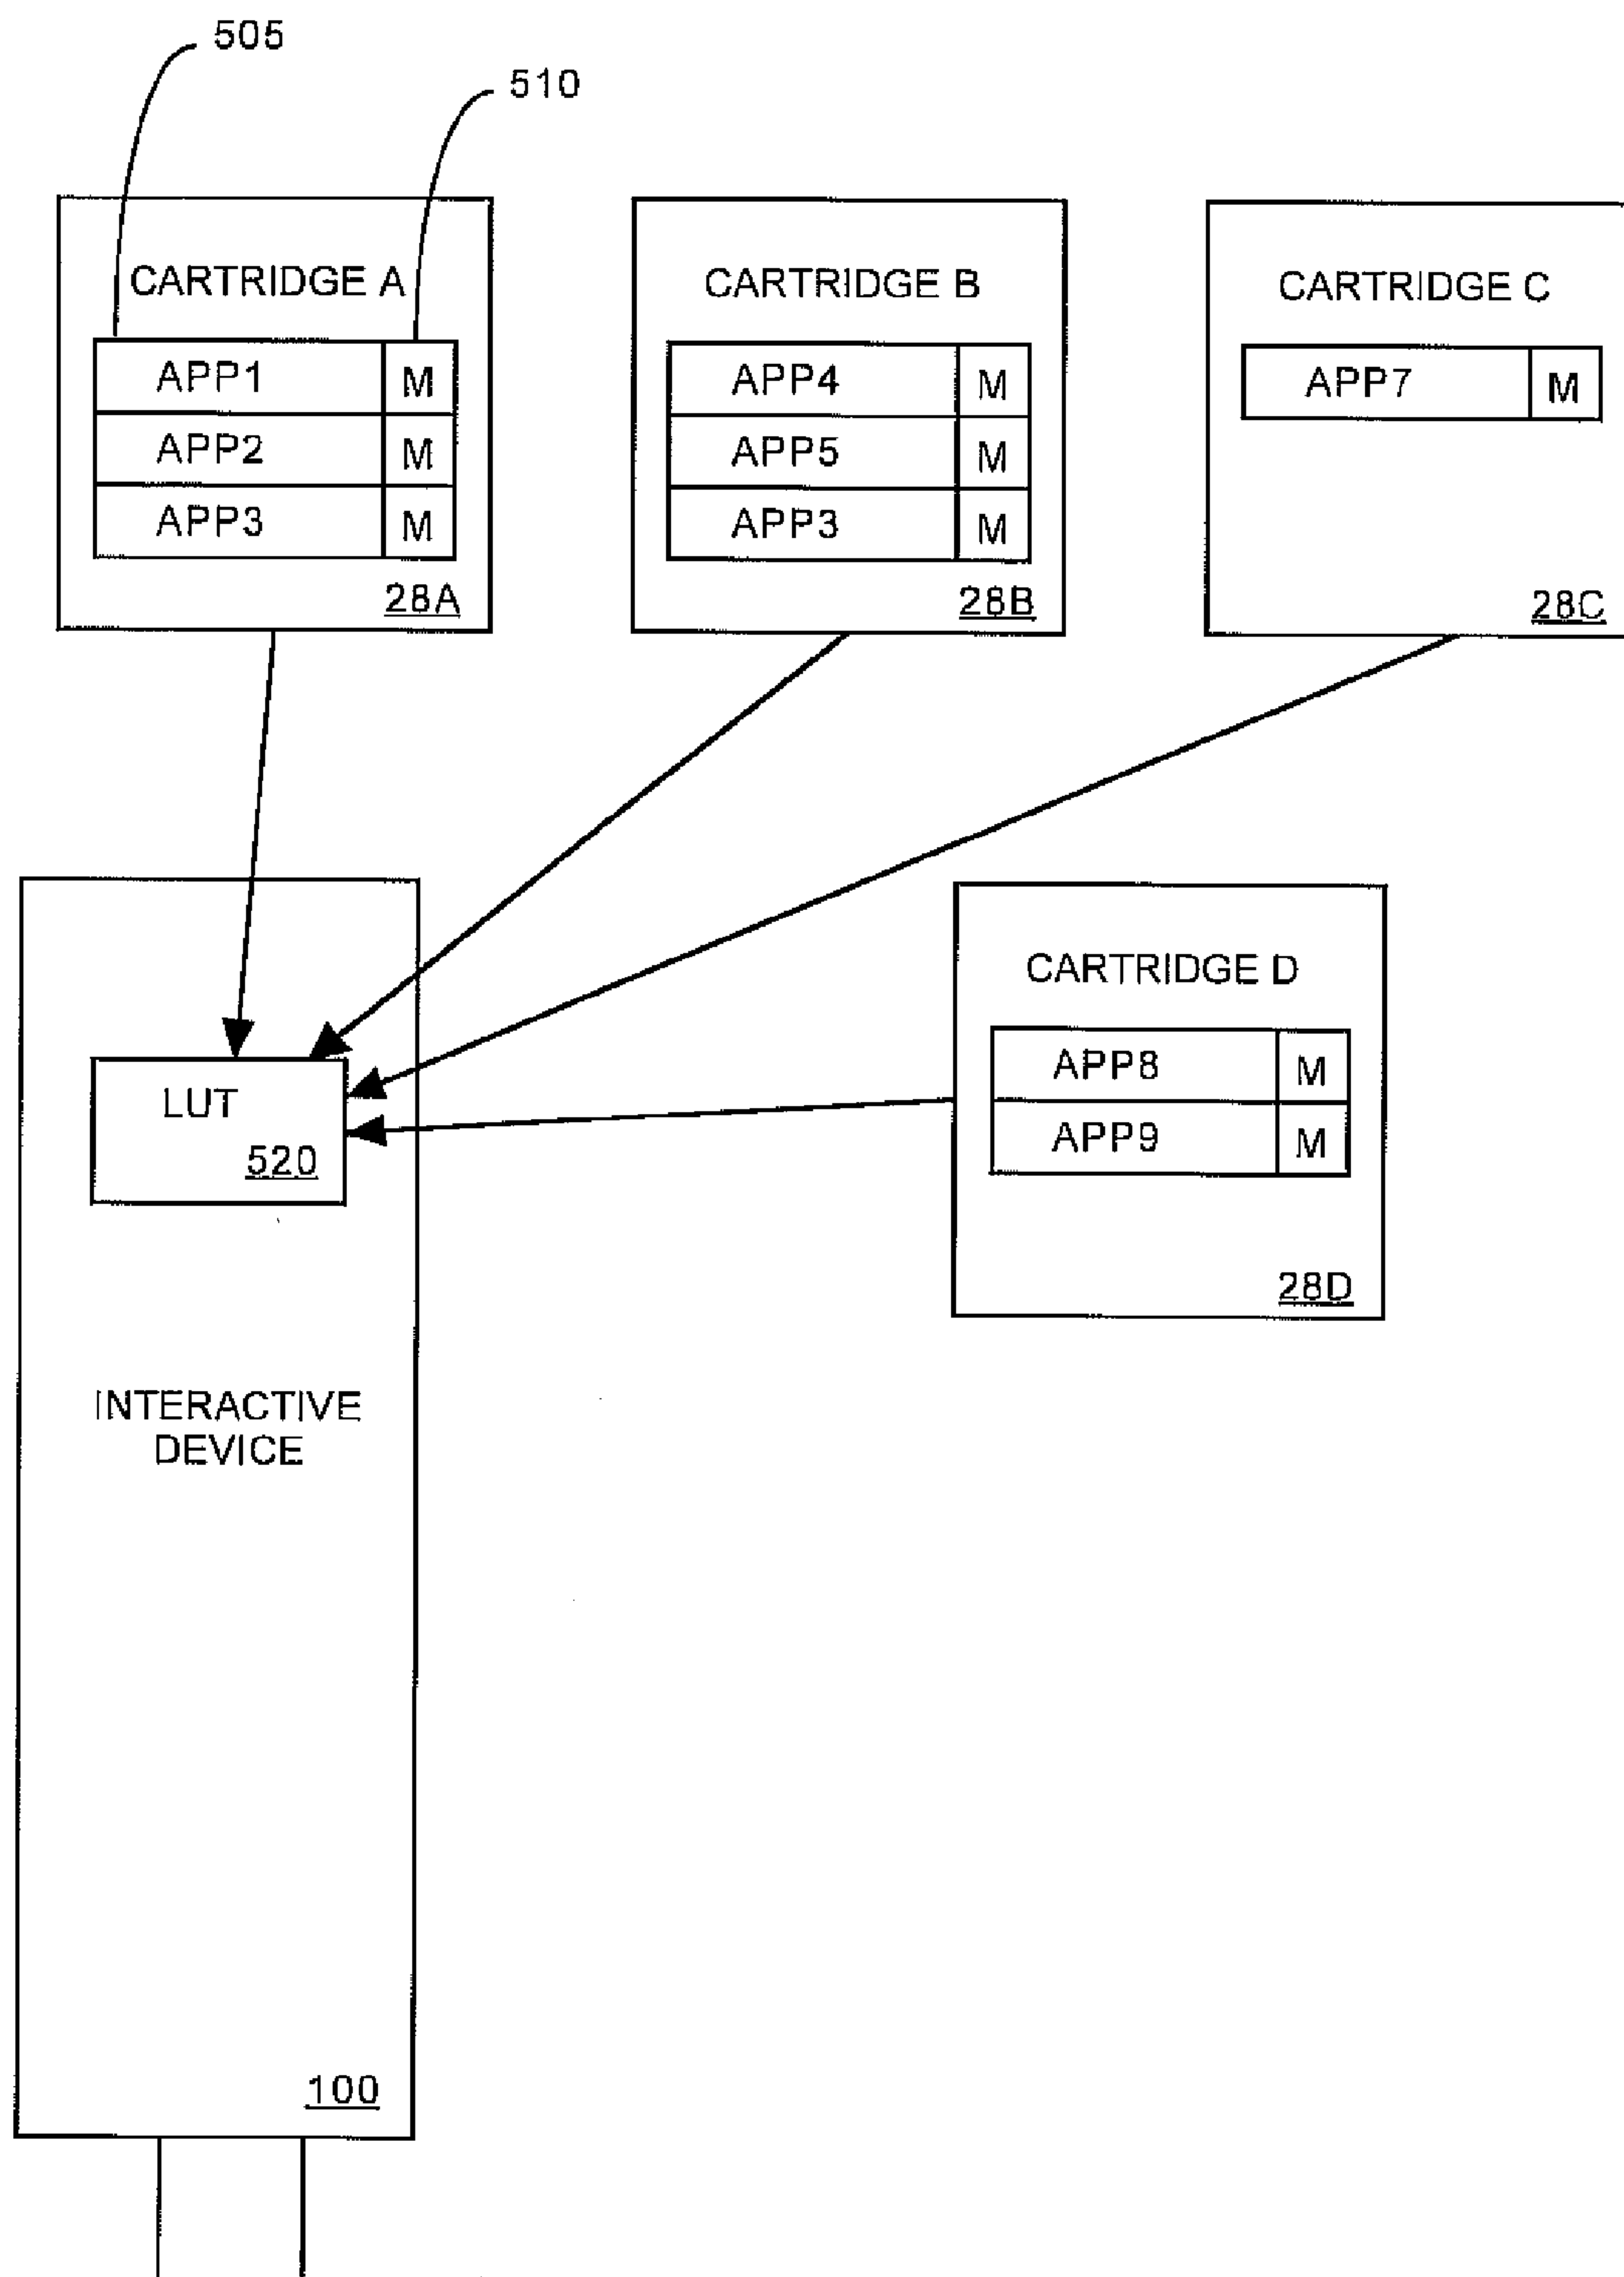 505
510
CARTRIDGE A
APP1 M
APP2 M
APP3 M
28A
CARTRIDGE B
APP4 M
APP5 M
APP3 M
28B
CARTRIDGE C
APP7 M
28C
LUT
520
INTERACTIVE
DEVICE
100
CARTRIDGE D
APP8 M
APP9 M
28D